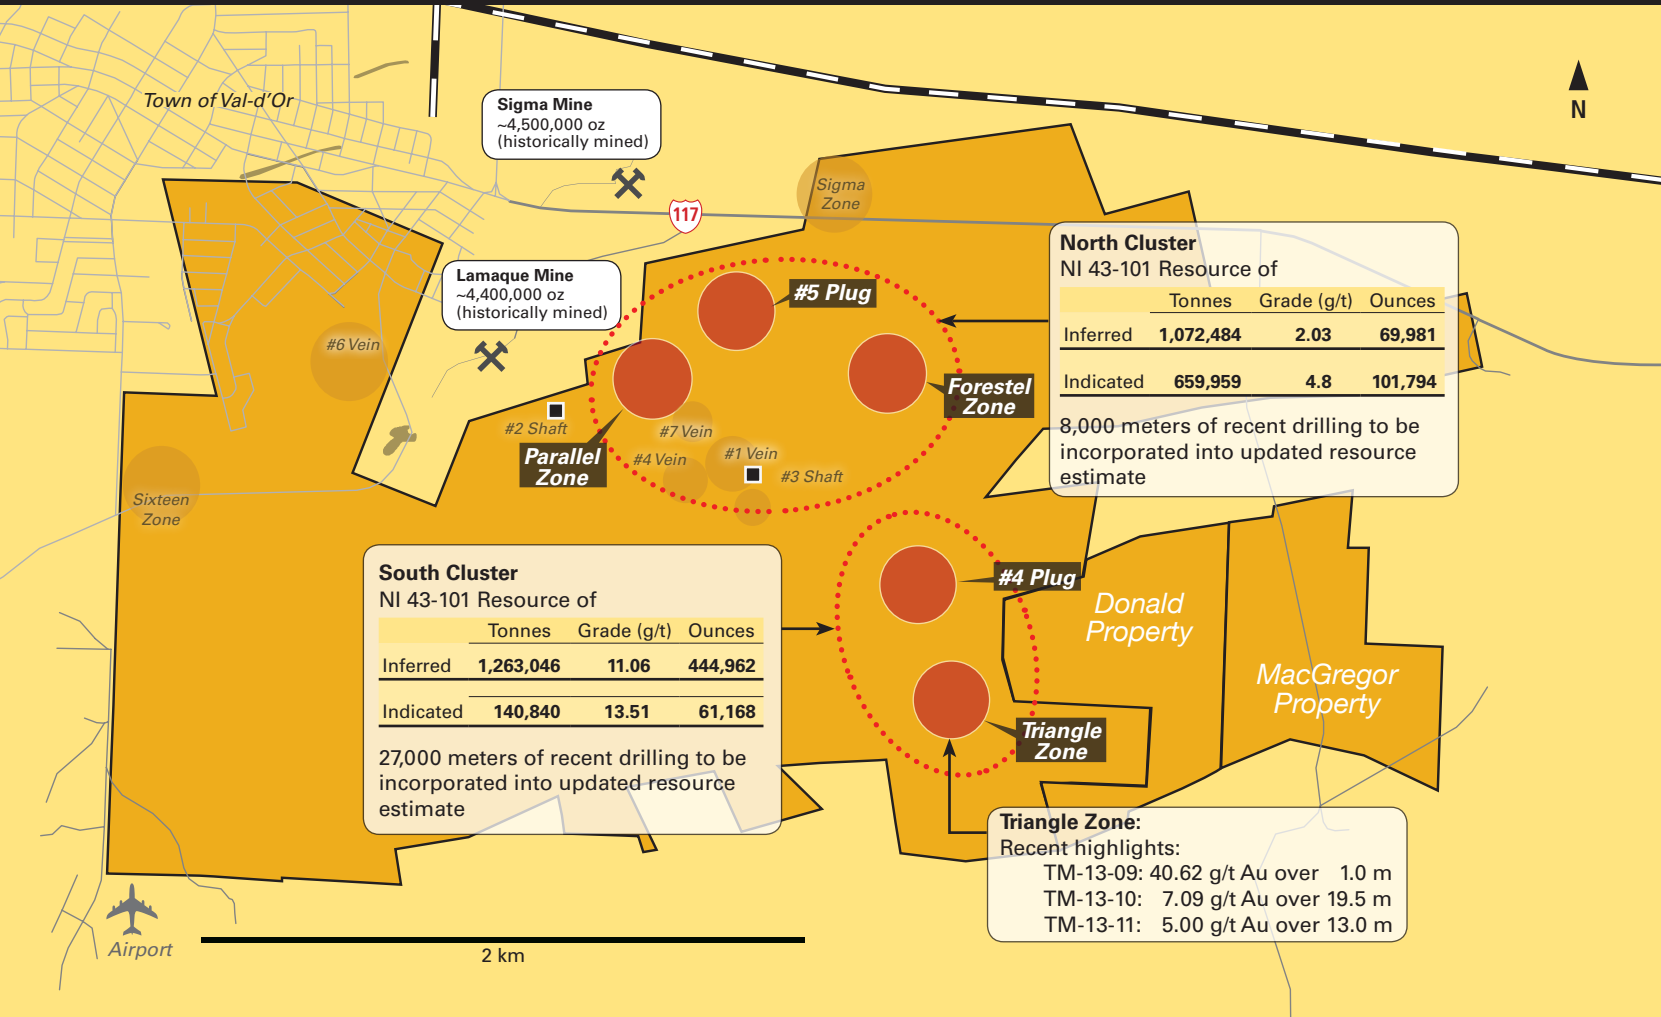 Town of Val-d'Or
Sigma Mine
~4,500,000 oz
(historically mined)
N
Sigma
Zone
117
North Cluster
NI 43-101 Resource of
Tonnes Grade (g/t) Ounces
Inferred 1,072,484 2.03 69,981
Indicated 659,959 4.8 101,794
8,000 meters of recent drilling to be
incorporated into updated resource
estimate
Lamaque Mine
~4,400,000 oz
(historically mined)
#5 Plug
#6 Vein
Forestel
Zone
#2 Shaft
#7 Vein
Parallel
Zone
#4 Vein
#1 Vein
#3 Shaft
Sixteen
Zone
South Cluster
NI 43-101 Resource of
Tonnes Grade (g/t) Ounces
Inferred 1,263,046 11.06 444,962
Indicated 140,840 13.51 61,168
27,000 meters of recent drilling to be
incorporated into updated resource
estimate
#4 Plug
Donald
Property
MacGregor
Property
Triangle
Zone
Triangle Zone:
Recent highlights:
TM-13-09: 40.62 g/t Au over 1.0 m
TM-13-10: 7.09 g/t Au over 19.5 m
TM-13-11: 5.00 g/t Au over 13.0 m
Airport
2 km